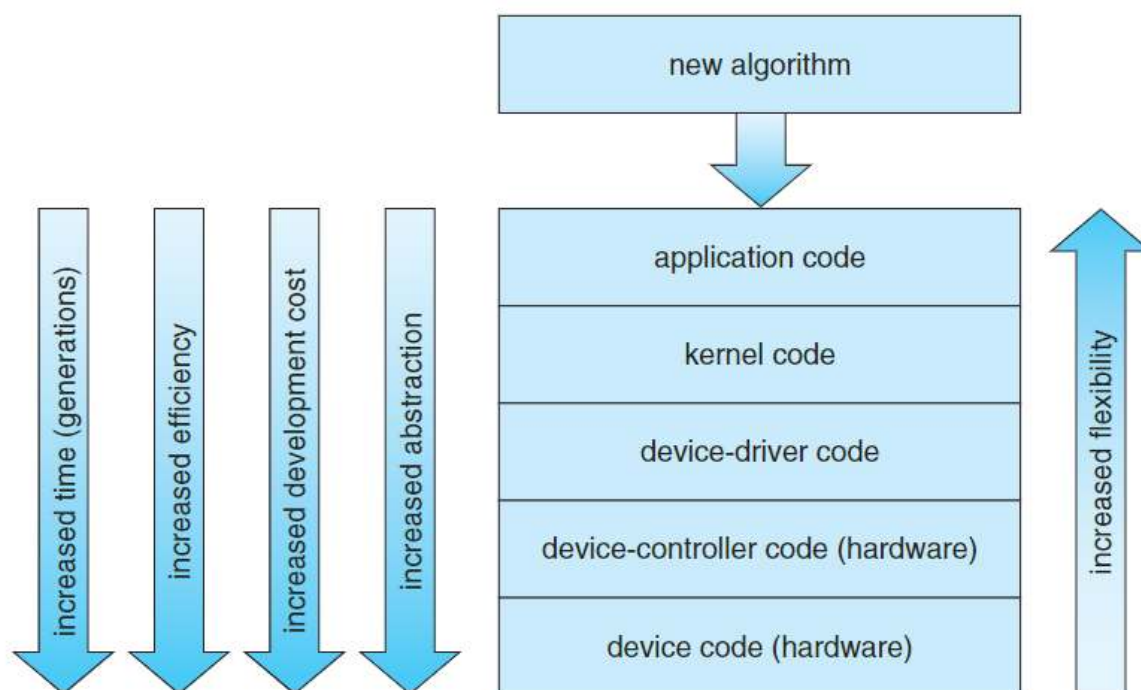 new algorithm
increased time (generations)
increased efficiency
increased development cost
increased abstraction
application code
kernel code
device-driver code
device-controller code (hardware)
device code (hardware)
increased flexibility